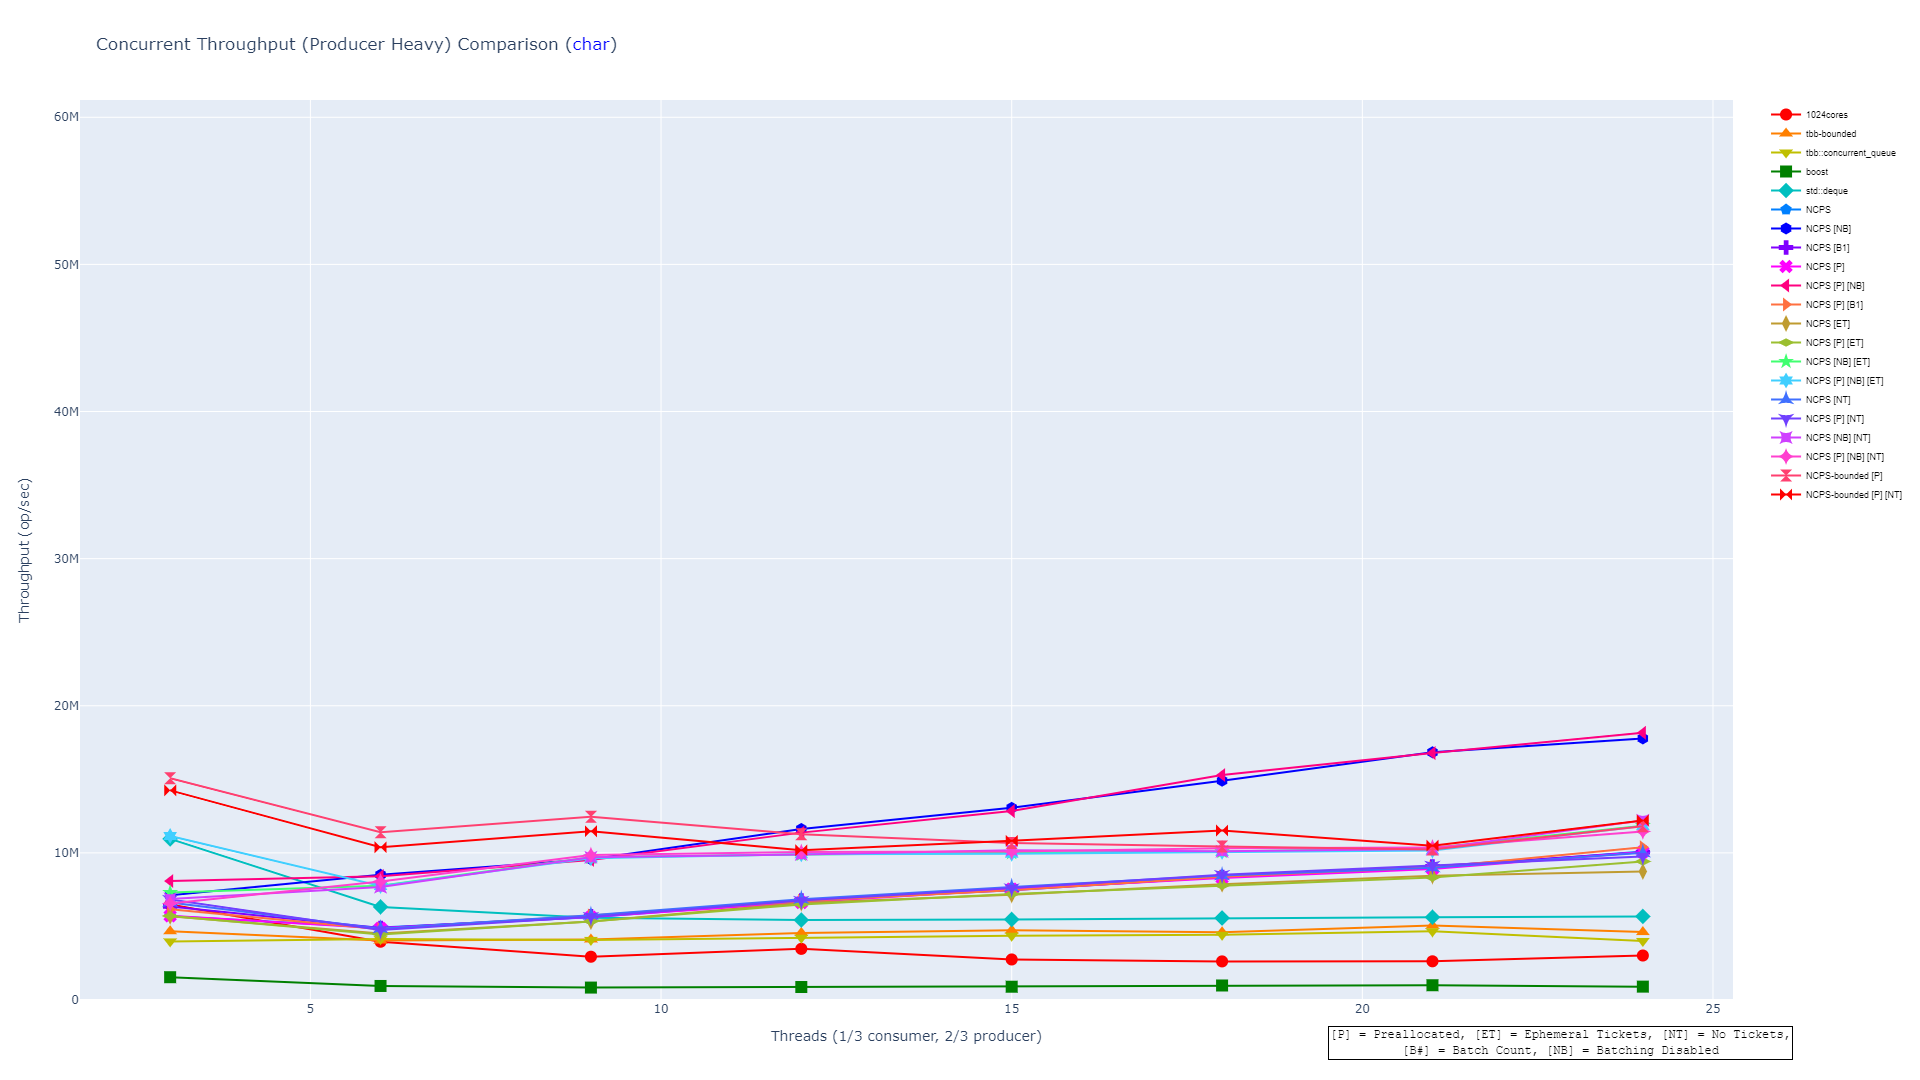 Concurrent Throughput (Producer Heavy) Comparison (char)
60M
50M
40M
30M
20M
10M
0
Throughput (op/sec)
5
10
15
20
25
Threads (1/3 consumer, 2/3 producer)
1024cores
tbb-bounded
tbb::concurrent_queue
boost
std::deque
NCPS
NCPS [NB]
NCPS [B1]
NCPS [P]
NCPS [P] [NB]
NCPS [P] [B1]
NCPS [ET]
NCPS [P] [ET]
NCPS [NB] [ET]
NCPS [P] [NB] [ET]
NCPS [NT]
NCPS [P] [NT]
NCPS [NB] [NT]
NCPS [P] [NB] [NT]
NCPS-bounded [P]
NCPS-bounded [P] [NT]
[P] = Preallocated, [ET] = Ephemeral Tickets, [NT] = No Tickets,
[B#] = Batch Count, [NB] = Batching Disabled